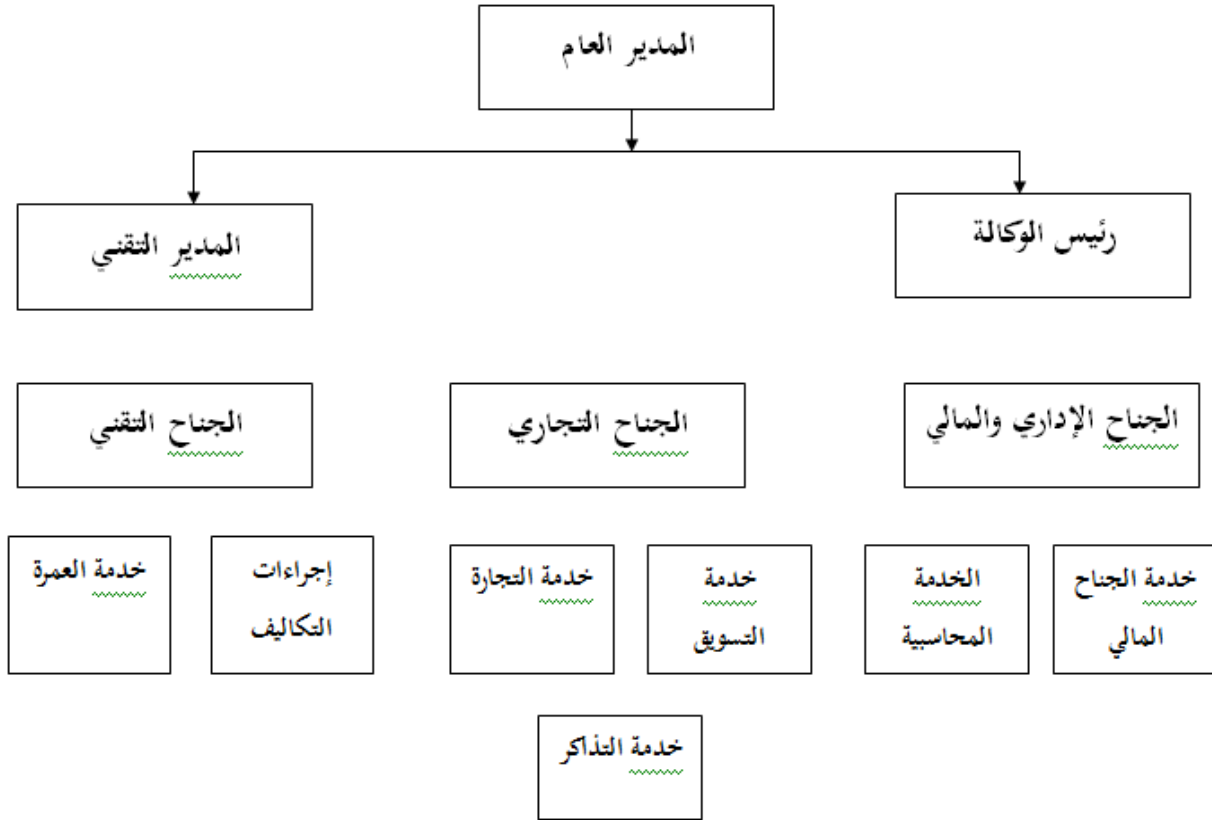 المدير العام
رئيس الوكالة
المدير التقني
الجناح الإداري والمالي
الجناح التجاري
الجناح التقني
خدمة الجناح
المالي
الخدمة
المحاسبية
خدمة
التسويق
خدمة التجارة
إجراءات
التكاليف
خدمة العمرة
خدمة التذاكر